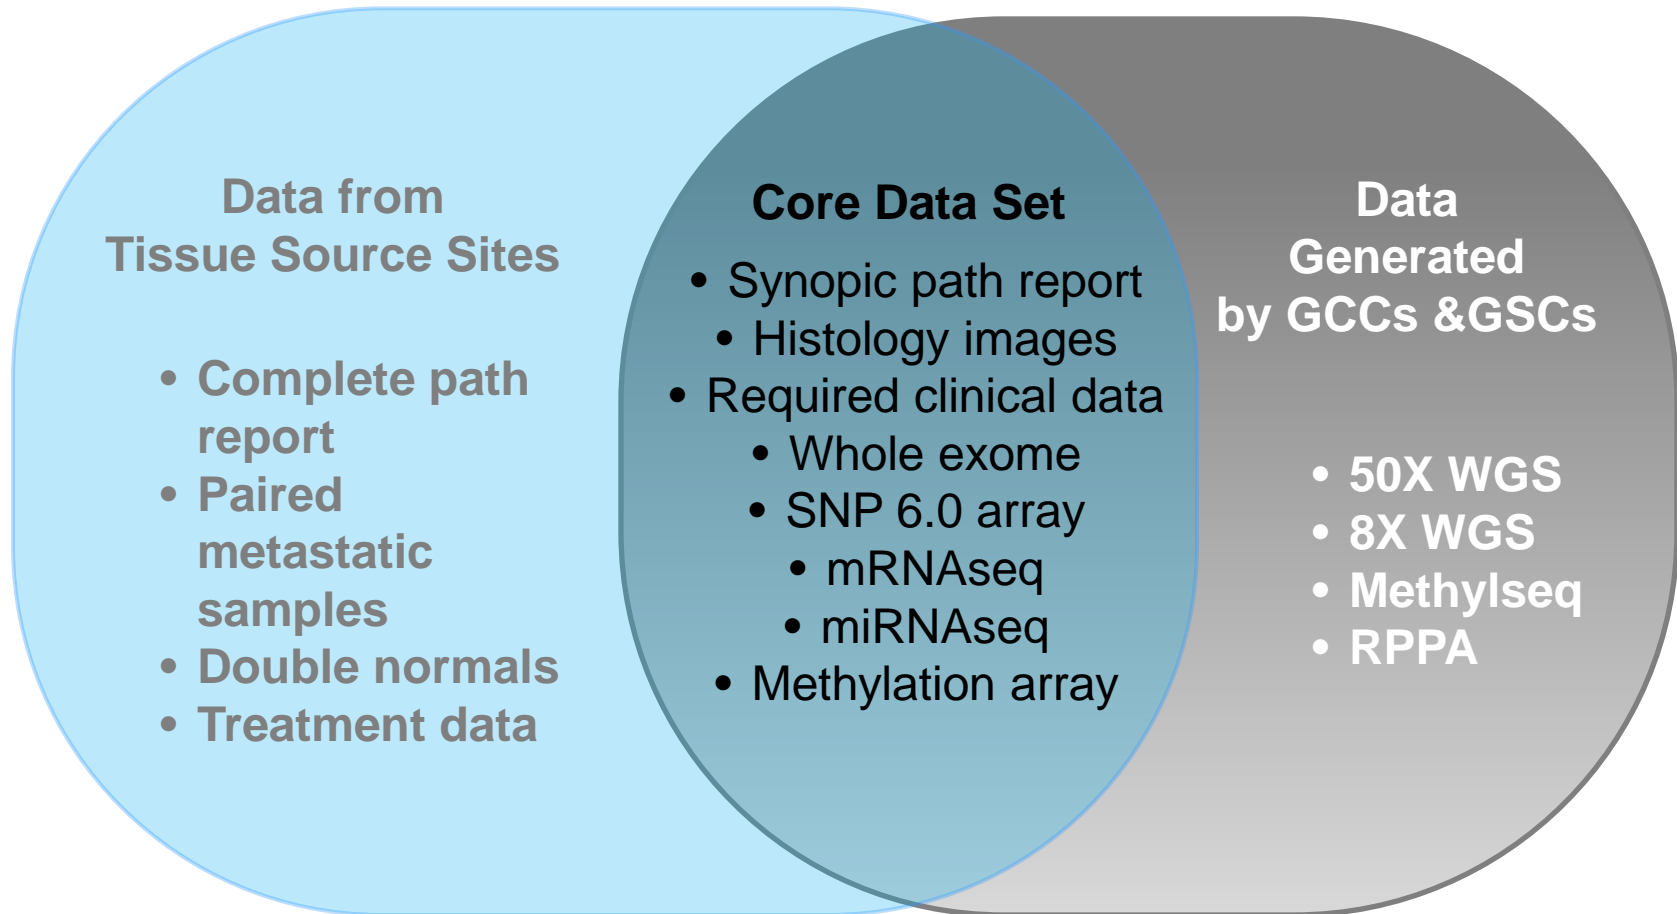 Data from
Tissue Source Sites
• Complete path
report
• Paired
metastatic
samples
• Double normals
• Treatment data
Core Data Set
• Synopic path report
• Histology images
• Required clinical data
• Whole exome
• SNP 6.0 array
• mRNAseq
• miRNAseq
• Methylation array
Data
Generated
by GCCs &GSCs
• 50X WGS
• 8X WGS
• Methylseq
• RPPA